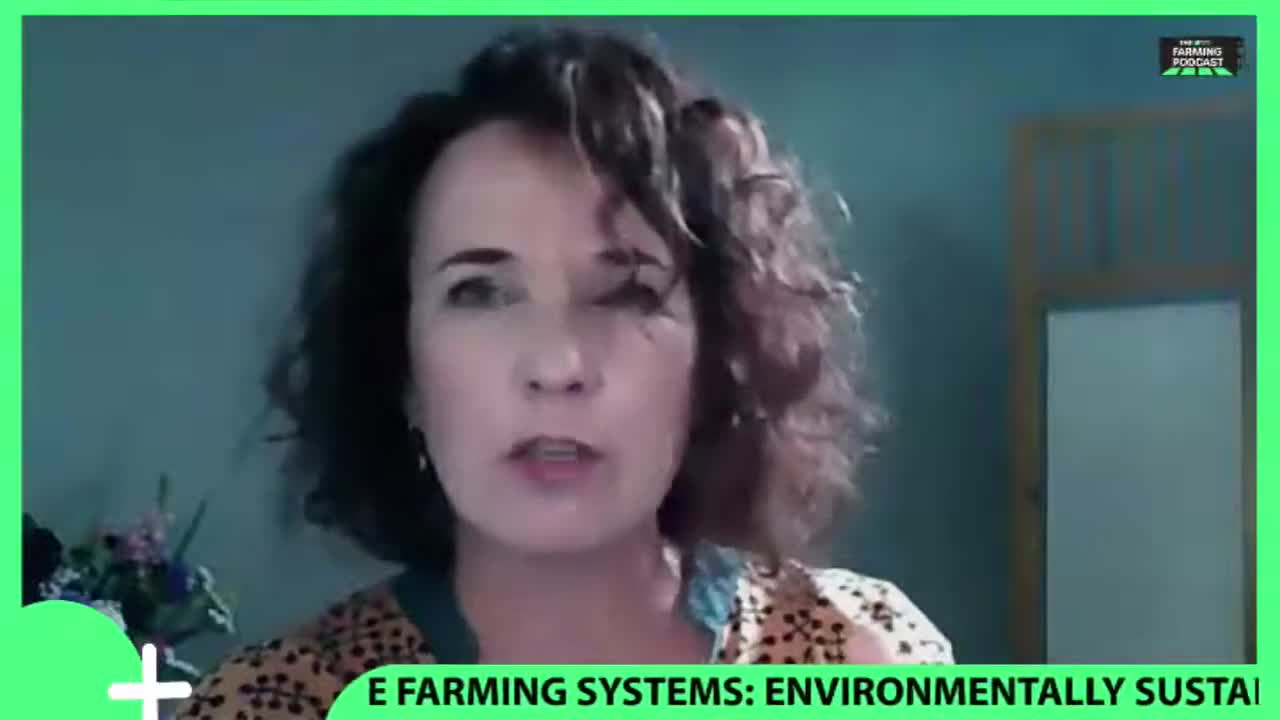 FARMING
PODCAST
E FARMING SYSTEMS: ENVIRONMENTALLY SUSTAI